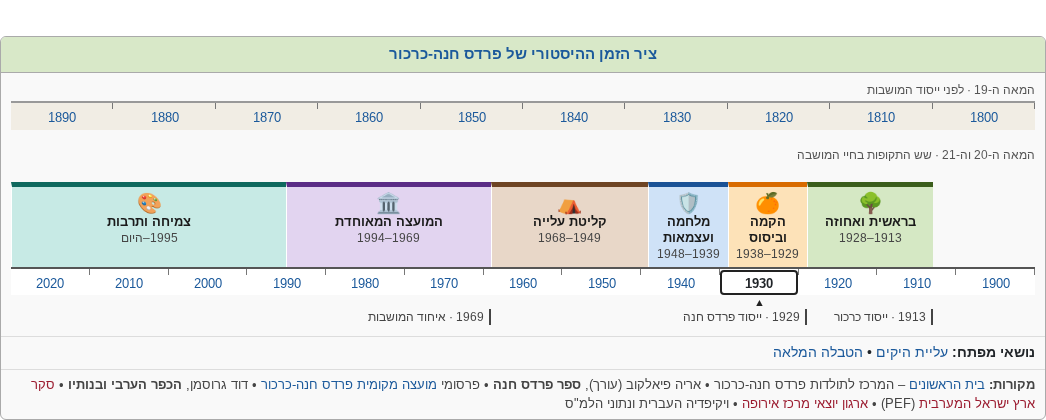 ציר הזמן ההיסטורי של פרדס חנה-כרכור
המאה ה-19 · לפני ייסוד המושבות
1800 1810 1820 1830 1840 1850 1860 1870 1880 1890
המאה ה-20 וה-21 · שש התקופות בחיי המושבה
בראשית ואחוזה
1928–1913
הקמה
וביסוס
1938–1929
מלחמה
ועצמאות
1948–1939
קליטת עלייה
1968–1949
המועצה המאוחדת
1994–1969
צמיחה ותרבות
1995–היום
1900 1910 1920 1930 1940 1950 1960 1970 1980 1990 2000 2010 2020
▲
1913 · ייסוד כרכור
1929 · ייסוד פרדס חנה
1969 · איחוד המושבות
נושאי מפתח: עליית היקים • הטבלה המלאה
מקורות: בית הראשונים – המרכז לתולדות פרדס חנה-כרכור • אריה פיאלקוב (עורך), ספר פרדס חנה • פרסומי מועצה מקומית פרדס חנה-כרכור • דוד גרוסמן, הכפר הערבי ובנותיו • סקר
ארץ ישראל המערבית (PEF) • ארגון יוצאי מרכז אירופה • ויקיפדיה העברית ונתוני הלמ"ס